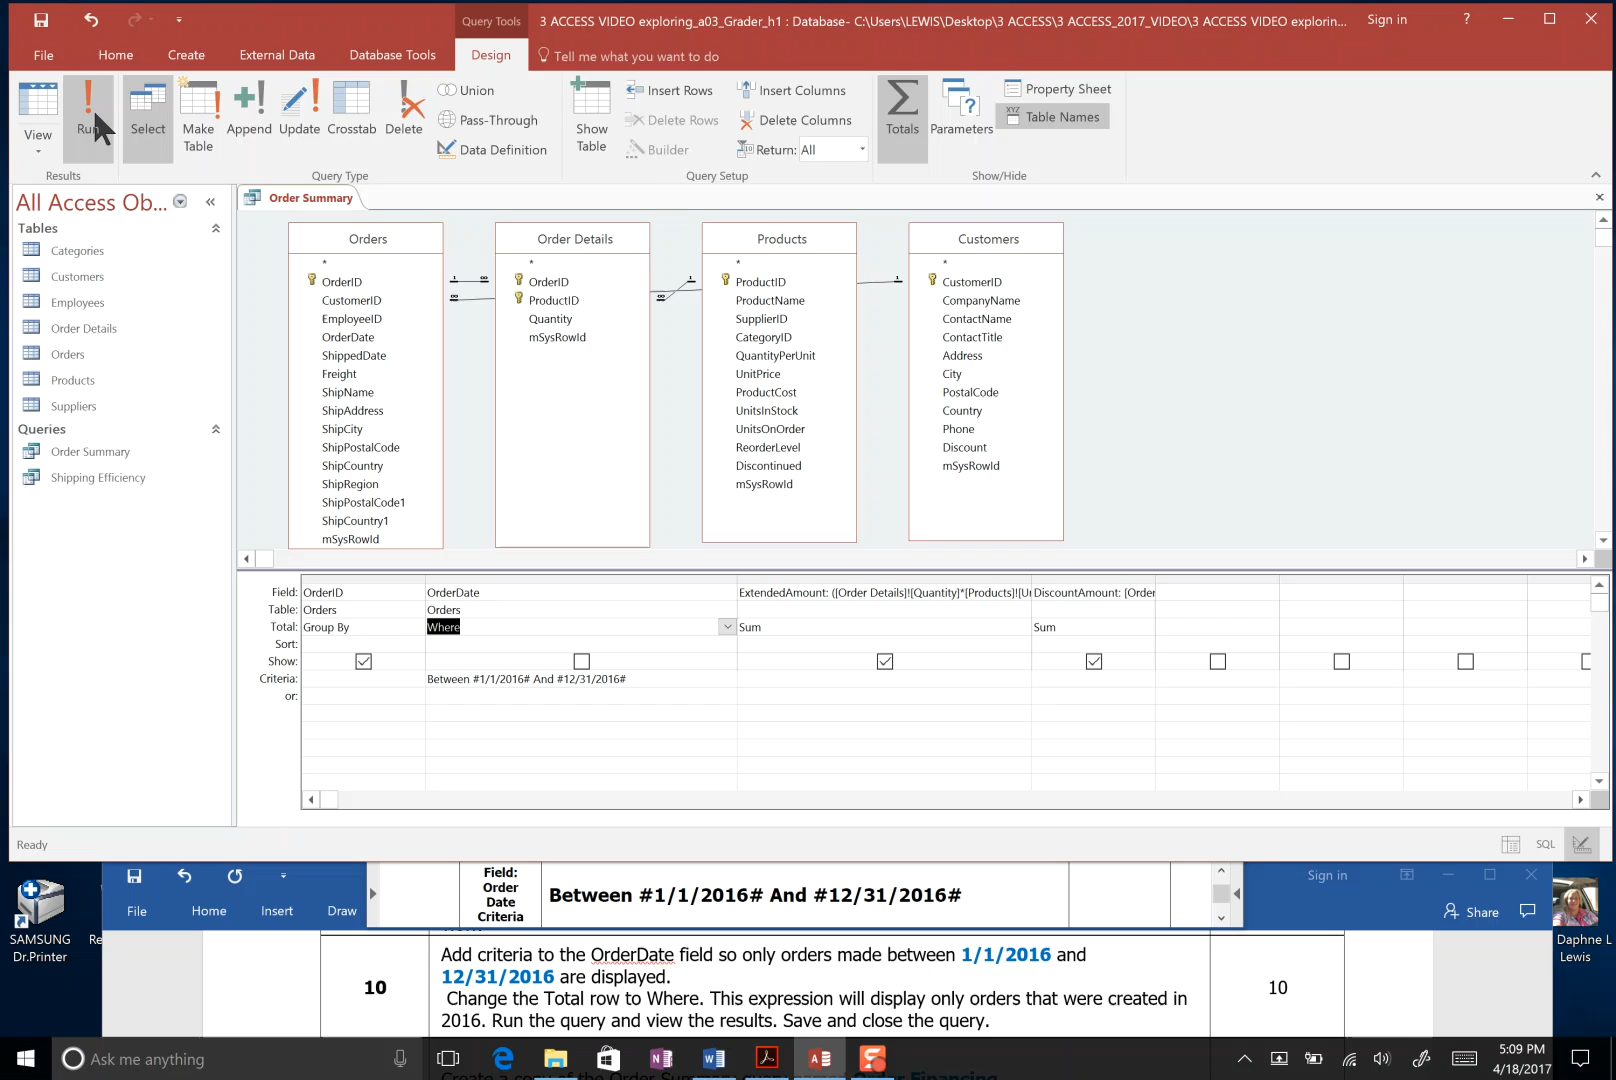 Query Tools
3 ACCESS VIDEO exploring_a03_Grader_h1 : Database- C:\Users\LEWIS\Desktop\3 ACCESS\3 ACCESS_2017_VIDEO\3 ACCESS VIDEO explorin...
Sign in
?
File Home Create External Data Database Tools Design Tell me what you want to do
View
Run
Results
Select
Make Table
Append
Update
Crosstab
Delete
Union
Pass-Through
Data Definition
Query Type
Show Table
Insert Rows
Delete Rows
Builder
Insert Columns
Delete Columns
Return: All
Query Setup
Totals
Parameters
Property Sheet
Table Names
Show/Hide
All Access Ob...
Tables
Categories
Customers
Employees
Order Details
Orders
Products
Suppliers
Queries
Order Summary
Shipping Efficiency
Order Summary
Orders
*
OrderID
CustomerID
EmployeeID
OrderDate
ShippedDate
Freight
ShipName
ShipAddress
ShipCity
ShipPostalCode
ShipCountry
ShipRegion
ShipPostalCode1
ShipCountry1
mSysRowId
Order Details
*
OrderID
ProductID
Quantity
mSysRowId
Products
*
ProductID
ProductName
SupplierID
CategoryID
QuantityPerUnit
UnitPrice
ProductCost
UnitsInStock
UnitsOnOrder
ReorderLevel
Discontinued
mSysRowId
Customers
*
CustomerID
CompanyName
ContactName
ContactTitle
Address
City
PostalCode
Country
Phone
Discount
mSysRowId
Field: OrderID OrderDate ExtendedAmount: ([Order Details]![Quantity]*[Products]![Ur DiscountAmount: [Order
Table: Orders Orders
Total: Group By Where Sum Sum
Sort:
Show:
Criteria: Between #1/1/2016# And #12/31/2016#
or:
Ready
SQL
File Home Insert Draw
Field:
Order
Date
Criteria
Between #1/1/2016# And #12/31/2016#
Sign in
Share
10
Add criteria to the OrderDate field so only orders made between 1/1/2016 and
12/31/2016 are displayed.
Change the Total row to Where. This expression will display only orders that were created in
2016. Run the query and view the results. Save and close the query.
10
SAMSUNG
Dr.Printer
Re
Daphne L
Lewis
Ask me anything
5:09 PM
4/18/2017